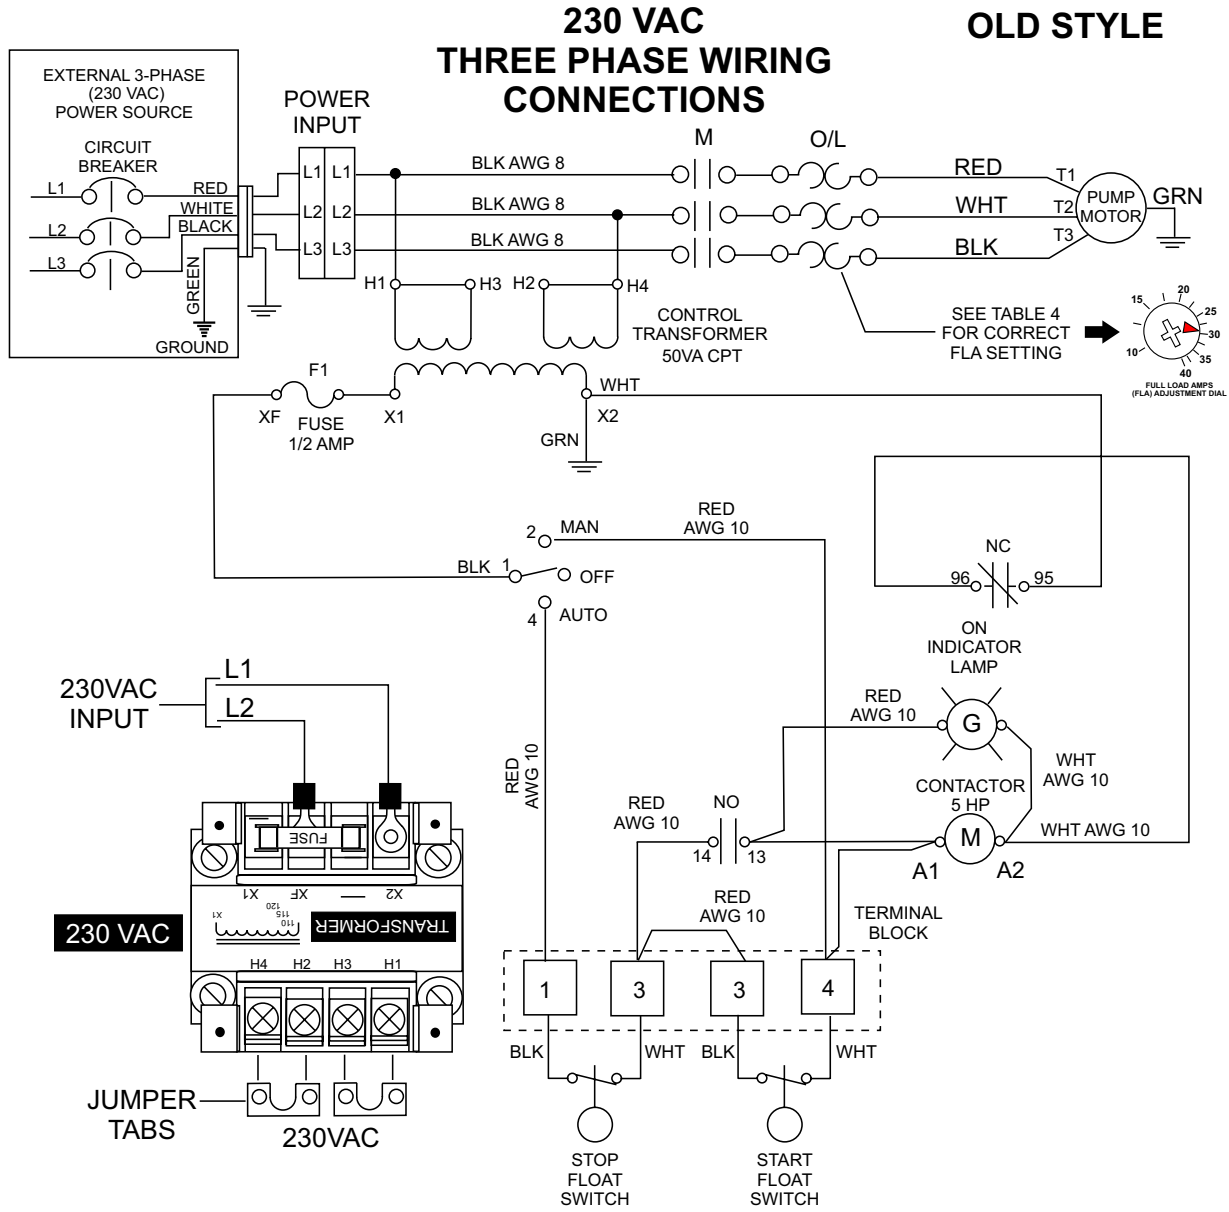 230 VAC
THREE PHASE WIRING
CONNECTIONS
OLD STYLE
EXTERNAL 3-PHASE
(230 VAC)
POWER SOURCE
CIRCUIT
BREAKER
L1
L2
L3
RED
WHITE
BLACK
GREEN
GROUND
POWER
INPUT
L1 L1
L2 L2
L3 L3
BLK AWG 8
BLK AWG 8
BLK AWG 8
M
O/L
RED
WHT
BLK
T1
T2
T3
PUMP
MOTOR
GRN
H1
H3
H2
H4
CONTROL
TRANSFORMER
50VA CPT
SEE TABLE 4
FOR CORRECT
FLA SETTING
10
15
20
25
30
35
40
FULL LOAD AMPS
(FLA) ADJUSTMENT DIAL
F1
XF
X1
FUSE
1/2 AMP
WHT
X2
GRN
RED
AWG 10
2
MAN
BLK
1
OFF
4
AUTO
NC
96
95
ON
INDICATOR
LAMP
G
RED
AWG 10
WHT
AWG 10
CONTACTOR
5 HP
M
A1
A2
WHT AWG 10
RED
AWG 10
RED
AWG 10
NO
14
13
RED
AWG 10
TERMINAL
BLOCK
1
3
3
4
BLK
WHT
BLK
WHT
STOP
FLOAT
SWITCH
START
FLOAT
SWITCH
230VAC
INPUT
L1
L2
FUSE
X1
XF
X2
X1
110
115
120
TRANSFORMER
230 VAC
H4
H2
H3
H1
JUMPER
TABS
230VAC